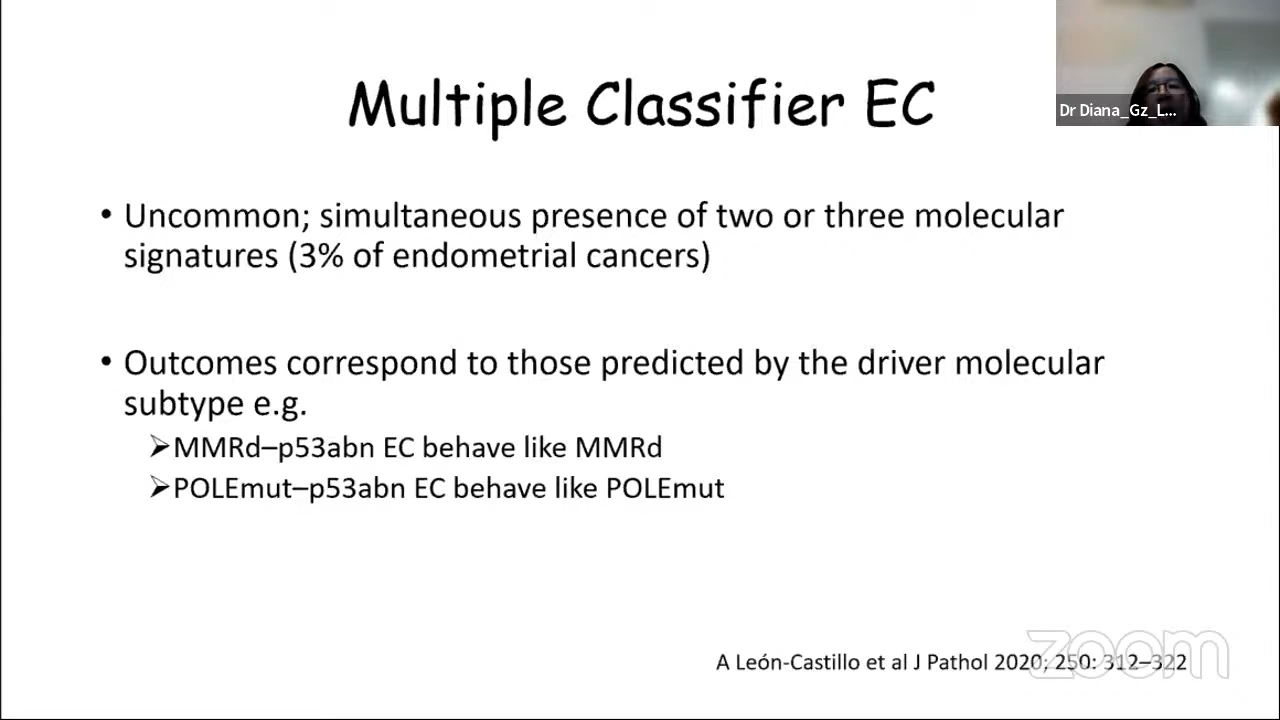 Multiple Classifier EC
Dr Diana_Gz_L...
• Uncommon; simultaneous presence of two or three molecular
signatures (3% of endometrial cancers)
• Outcomes correspond to those predicted by the driver molecular
subtype e.g.
➢MMRd–p53abn EC behave like MMRd
➢POLEmut–p53abn EC behave like POLEmut
A León-Castillo et al J Pathol 2020; 250: 312–322
zoom